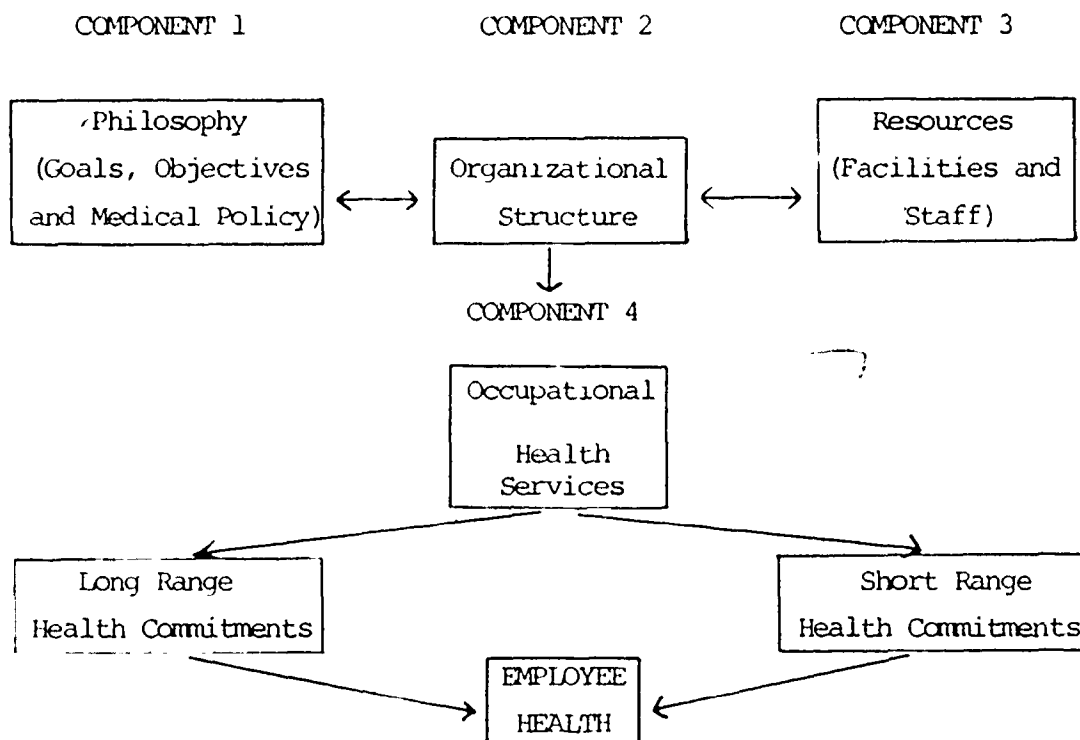 COMPONENT 1 COMPONENT 2 COMPONENT 3
Philosophy
(Goals, Objectives
and Medical Policy)
Organizational
Structure
Resources
(Facilities and
Staff)
COMPONENT 4
Occupational
Health
Services
Long Range
Health Commitments
Short Range
Health Commitments
EMPLOYEE
HEALTH